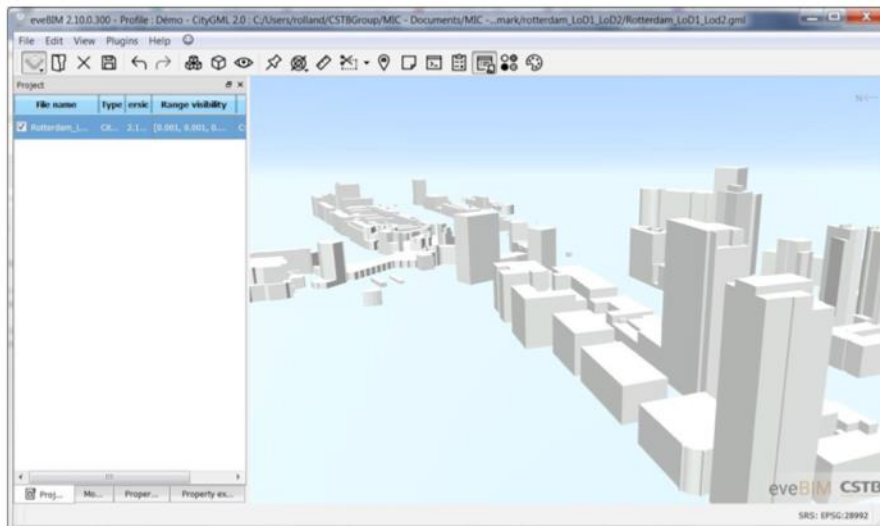 eveBIM 2.10.0.300 - Profile : Démo - CityGML 2.0 : C:/Users/rolland/CSTBGroup/MIC - Documents/MIC -...mark/rotterdam_LoD1_LoD2/Rotterdam_LoD1_Lod2.gml
File Edit View Plugins Help
Project
File name Type ersic Range visibility
Rotterdam_L... Cit... 2.1... [0.001, 0.001, 0...
Proj... Mo... Proper... Property ex...
eveBIM CSTB
SRS: EPSG:28992